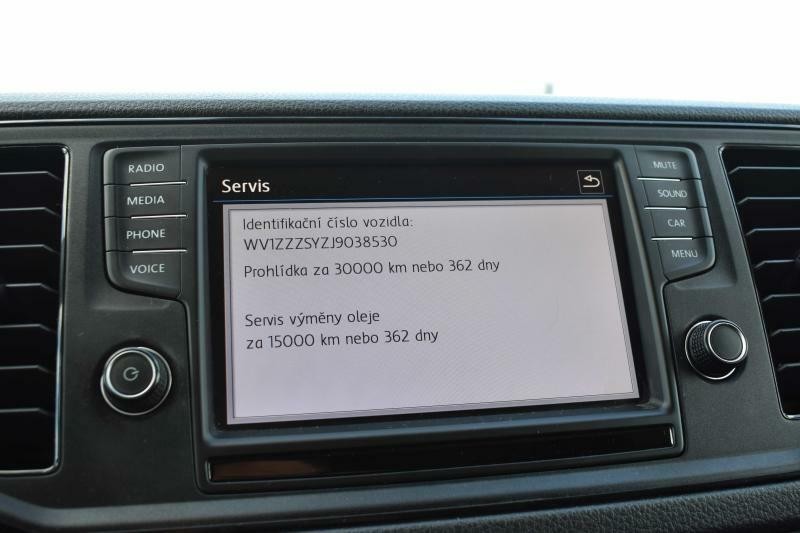 RADIO
MEDIA
PHONE
VOICE
Servis
Identifikační číslo vozidla:
WV1ZZZSYZJ9038530
Prohlídka za 30000 km nebo 362 dny
Servis výměny oleje
za 15000 km nebo 362 dny
MUTE
SOUND
CAR
MENU